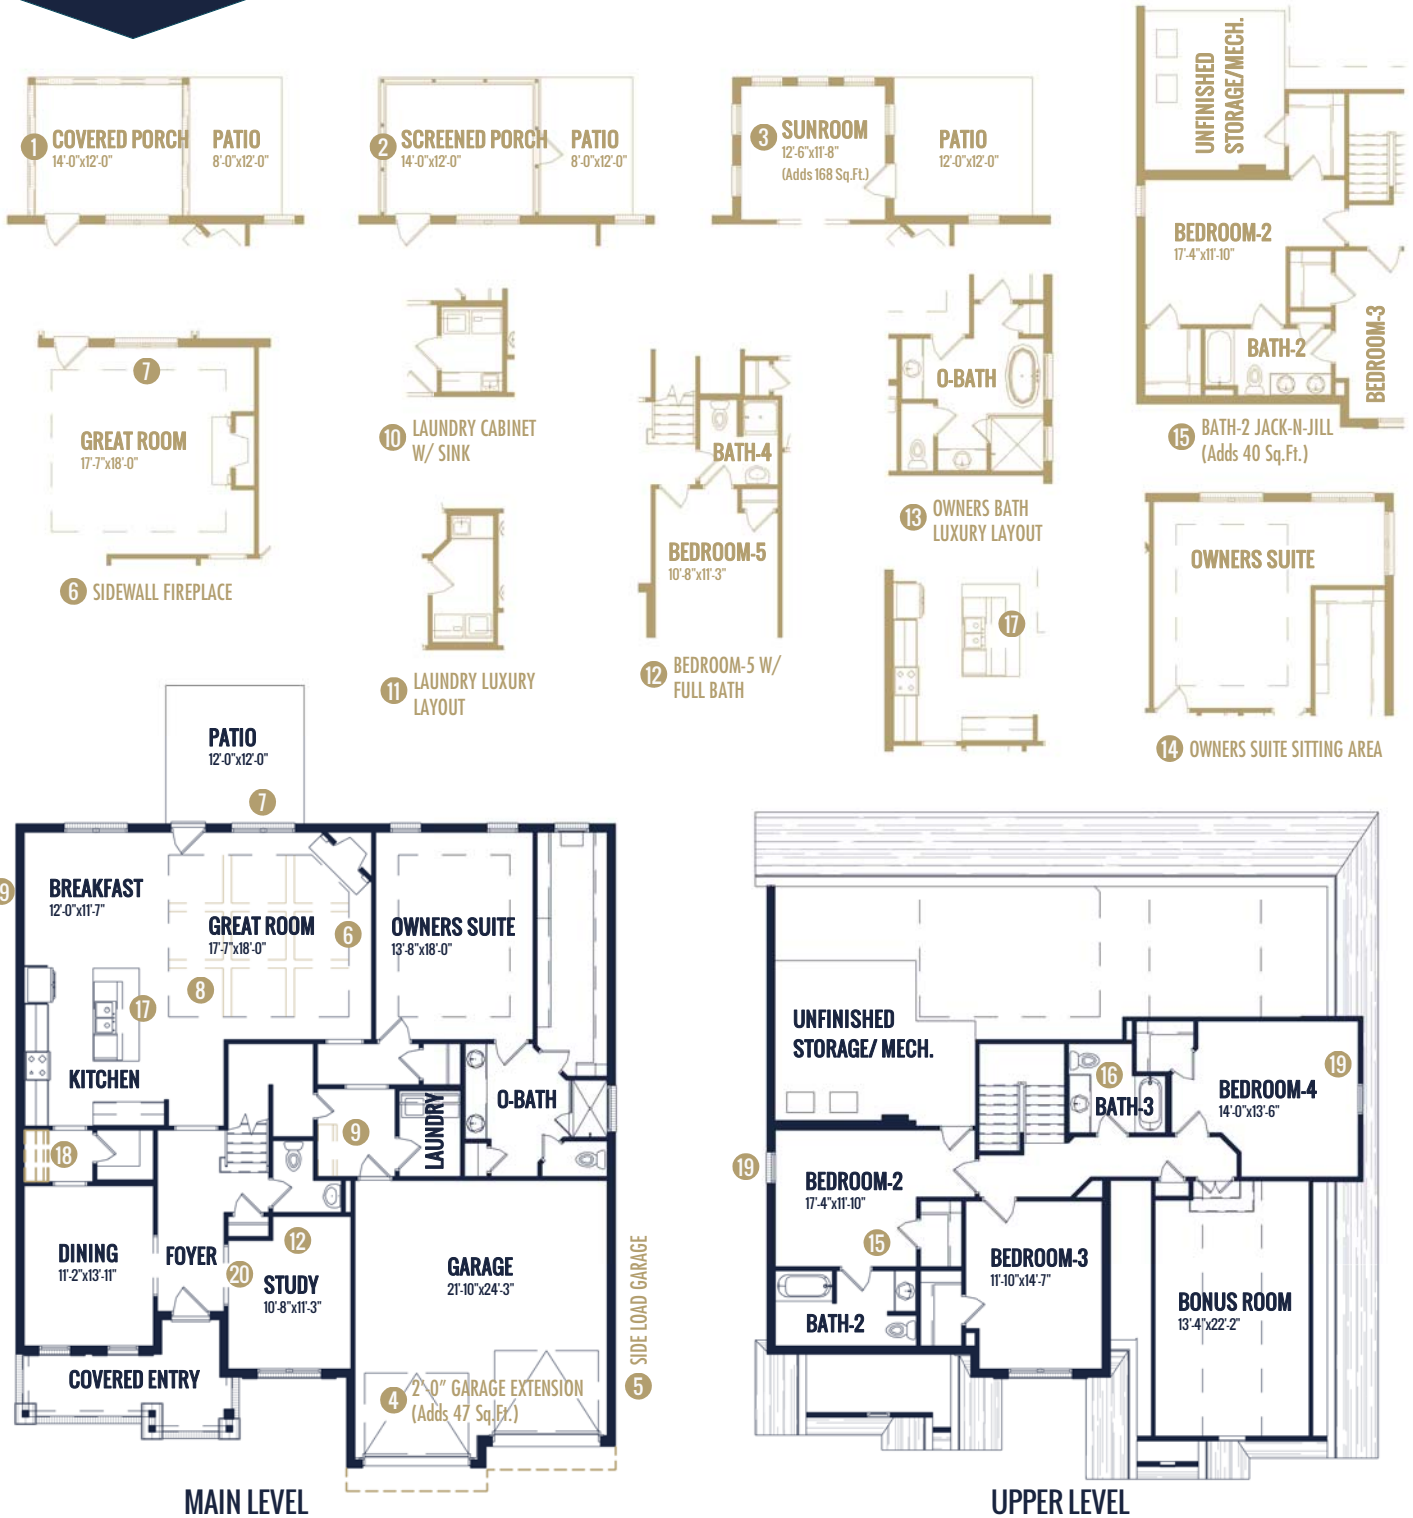 1 COVERED PORCH
14'-0"x12'-0"
PATIO
8'-0"x12'-0"
2 SCREENED PORCH
14'-0"x12'-0"
PATIO
8'-0"x12'-0"
3 SUNROOM
12'-6"x11'-8"
(Adds 168 Sq.Ft.)
PATIO
12'-0"x12'-0"
UNFINISHED
STORAGE/MECH.
BEDROOM-2
17'-4"x11'-10"
BATH-2
BEDROOM-3
15 BATH-2 JACK-N-JILL
(Adds 40 Sq.Ft.)
7
GREAT ROOM
17'-7"x18'-0"
6 SIDEWALL FIREPLACE
10 LAUNDRY CABINET
W/ SINK
11 LAUNDRY LUXURY
LAYOUT
BATH-4
BEDROOM-5
10'-8"x11'-3"
12 BEDROOM-5 W/
FULL BATH
O-BATH
13 OWNERS BATH
LUXURY LAYOUT
17
OWNERS SUITE
14 OWNERS SUITE SITTING AREA
PATIO
12'-0"x12'-0"
7
9
BREAKFAST
12'-0"x11'-7"
GREAT ROOM
17'-7"x18'-0"
6
8
17
OWNERS SUITE
13'-8"x18'-0"
KITCHEN
O-BATH
LAUNDRY
9
18
DINING
11'-2"x13'-11"
FOYER
12
20
STUDY
10'-8"x11'-3"
GARAGE
21'-10"x24'-3"
5 SIDE LOAD GARAGE
COVERED ENTRY
4 2'-0" GARAGE EXTENSION
(Adds 47 Sq.Ft.)
MAIN LEVEL
UNFINISHED
STORAGE/ MECH.
16
BATH-3
19
BEDROOM-4
14'-0"x13'-6"
19
BEDROOM-2
17'-4"x11'-10"
15
BEDROOM-3
11'-10"x14'-7"
BATH-2
BONUS ROOM
13'-4"x22'-2"
UPPER LEVEL